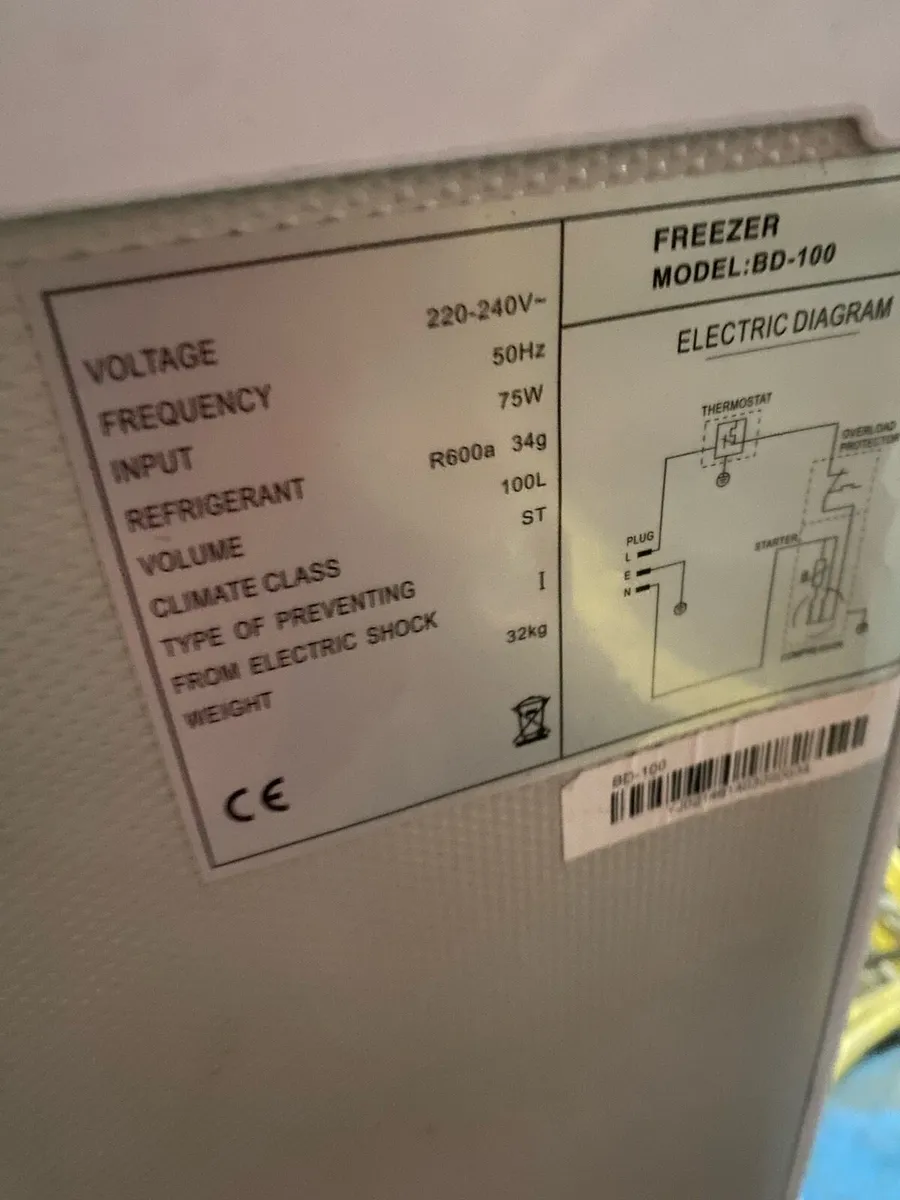 FREEZER
MODEL:BD-100
VOLTAGE 220-240V~
FREQUENCY 50Hz
INPUT 75W
REFRIGERANT R600a 34g
VOLUME 100L
CLIMATE CLASS ST
TYPE OF PREVENTING
FROM ELECTRIC SHOCK I
WEIGHT 32kg
CE
ELECTRIC DIAGRAM
THERMOSTAT
OVERLOAD
PROTECTOR
PLUG
L
E
N
STARTER
COMPRESSOR
BD-100